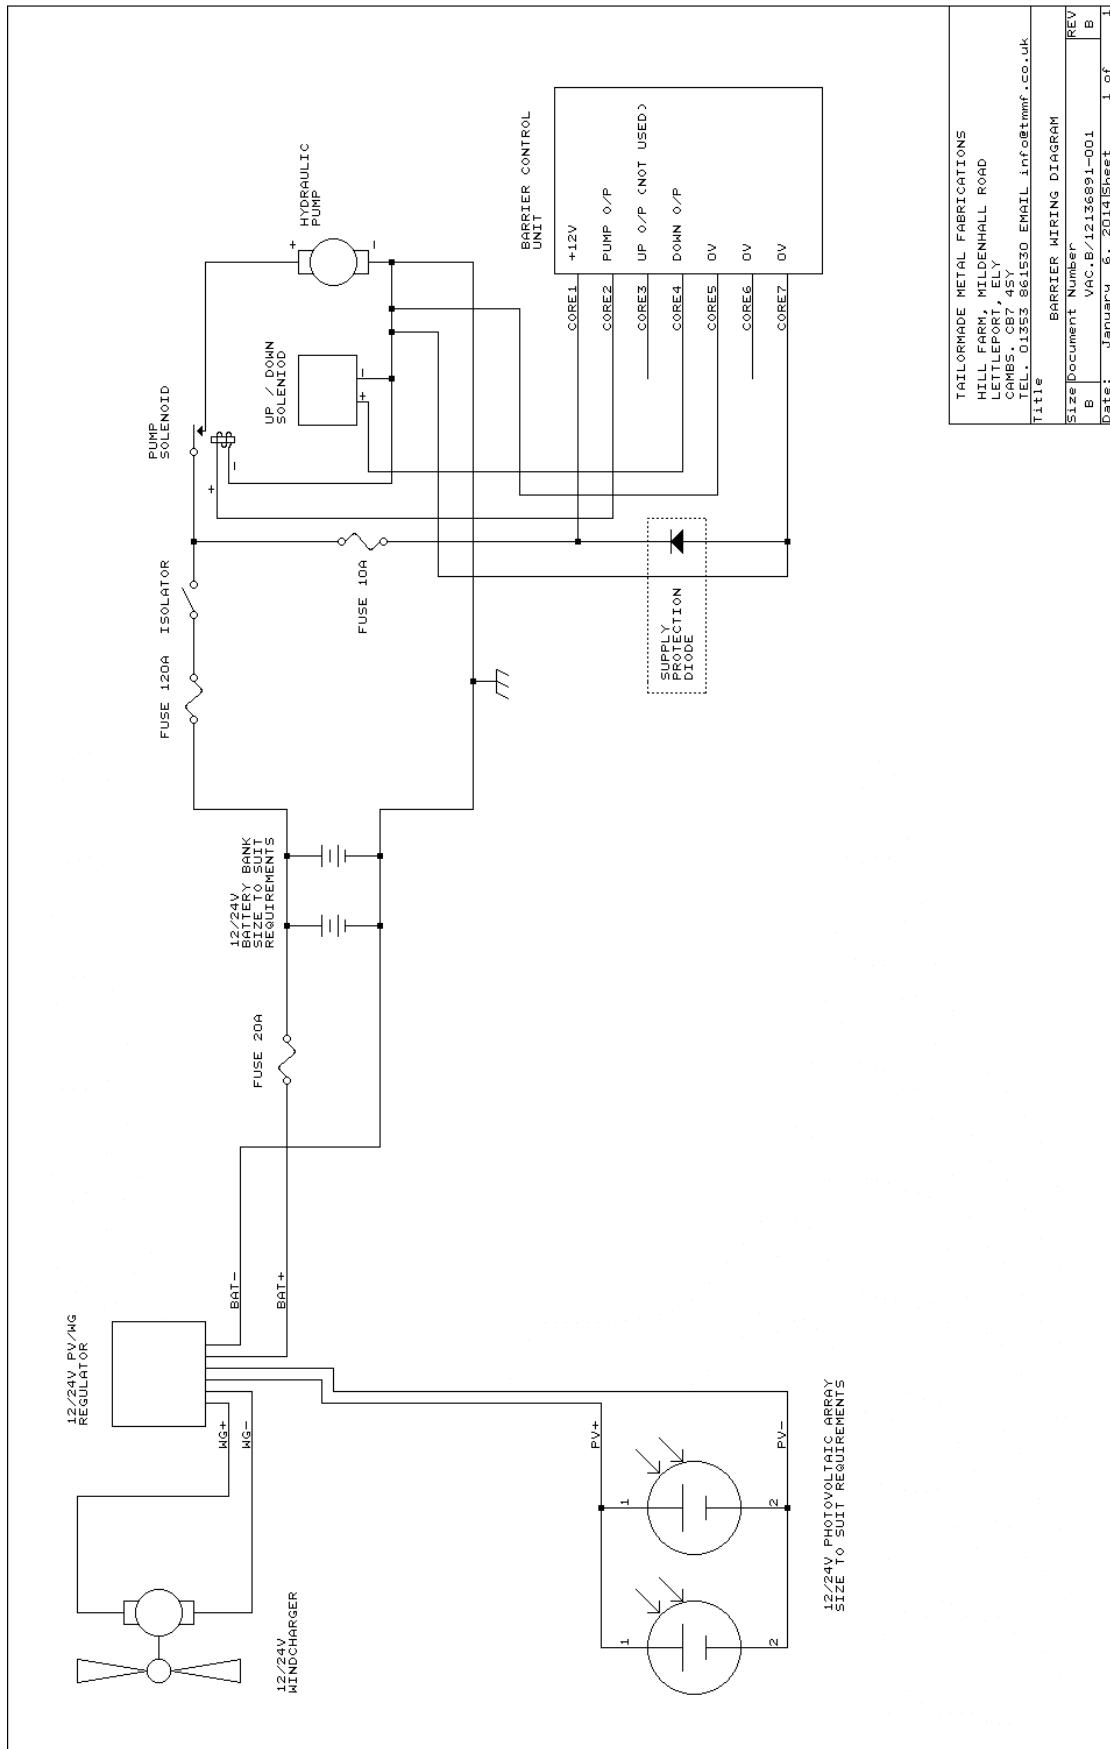 12/24V
WINDCHARGER
WG+
WG-
12/24V PV/WG
REGULATOR
BAT-
BAT+
FUSE 20A
12/24V
BATTERY BANK
SIZE TO SUIT
REQUIREMENTS
FUSE 120A
ISOLATOR
PUMP
SOLENOID
+
-
FUSE 10A
UP / DOWN
SOLENIOD
+
-
HYDRAULIC
PUMP
+
-
PV+
PV-
1
2
1
2
12/24V PHOTOVOLTAIC ARRAY
SIZE TO SUIT REQUIREMENTS
SUPPLY
PROTECTION
DIODE
BARRIER CONTROL
UNIT
CORE1 +12V
CORE2 PUMP O/P
CORE3 UP O/P (NOT USED)
CORE4 DOWN O/P
CORE5 0V
CORE6 0V
CORE7 0V
TAILORMADE METAL FABRICATIONS
HILL FARM, MILDENHALL ROAD
LETTLEPORT, ELY
CAMBS. CB7 4SY
TEL. 01353 861530 EMAIL info@tmmf.co.uk
Title
BARRIER WIRING DIAGRAM
Size Document Number REV
B VAC.B/12136891-001 B
Date: January 6, 2014 Sheet 1 of 1